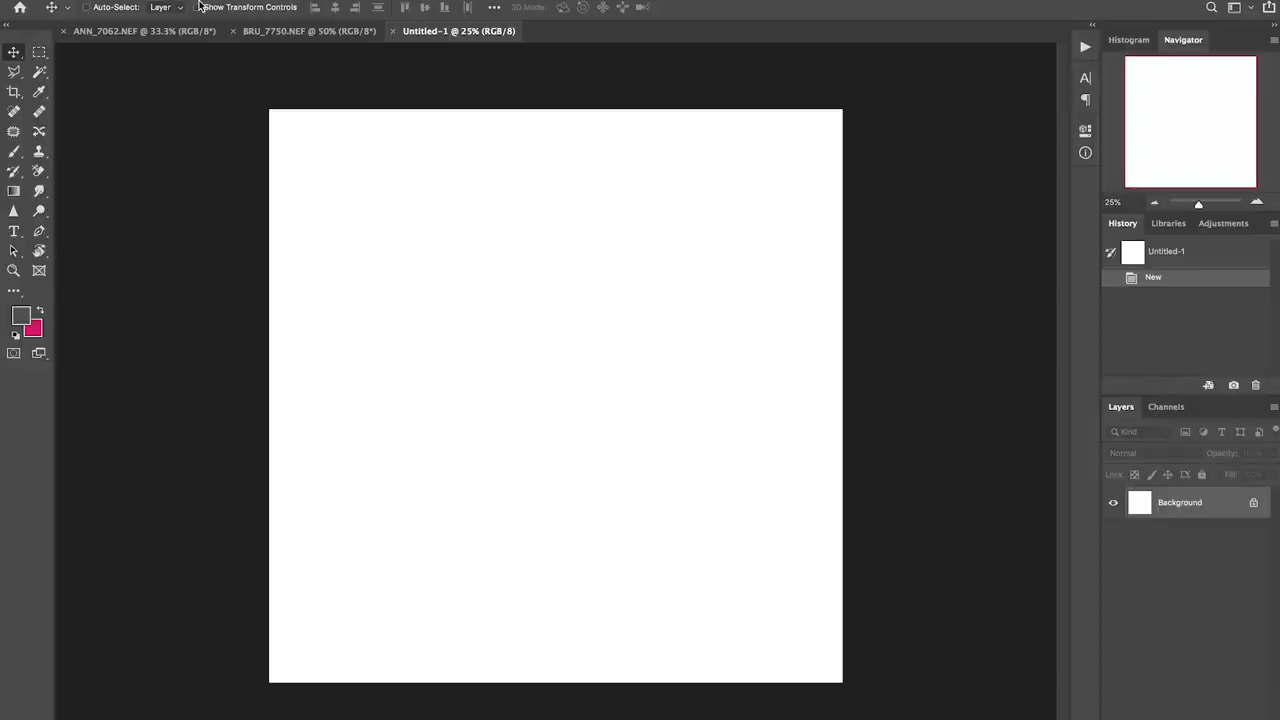 Auto-Select: Layer Show Transform Controls 3D Mode:
ANN_7062.NEF @ 33.3% (RGB/8*) BRU_7750.NEF @ 50% (RGB/8*) Untitled-1 @ 25% (RGB/8)
Histogram Navigator
25%
History Libraries Adjustments
Untitled-1
New
Layers Channels
Kind
Normal Opacity: 100%
Lock: Fill: 100%
Background